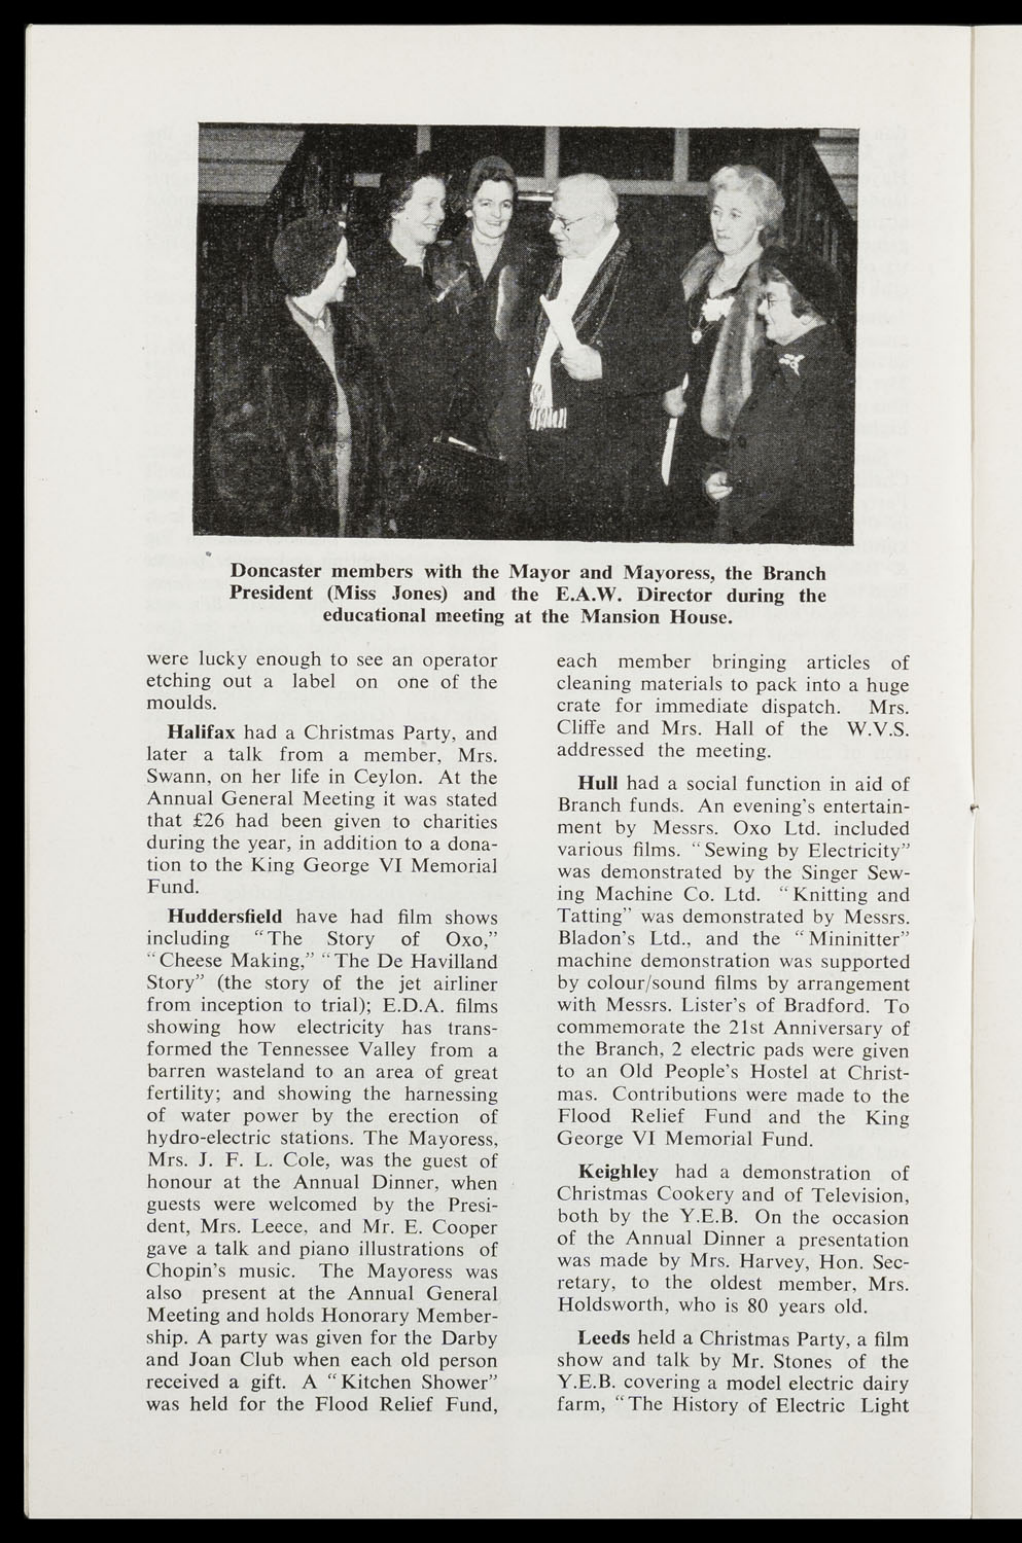 Doncaster members with the Mayor and Mayoress, the Branch
President (Miss Jones) and the E.A.W. Director during the
educational meeting at the Mansion House.
were lucky enough to see an operator
etching out a label on one of the
moulds.
Halifax had a Christmas Party, and
later a talk from a member, Mrs.
Swann, on her life in Ceylon. At the
Annual General Meeting it was stated
that £26 had been given to charities
during the year, in addition to a dona-
tion to the King George VI Memorial
Fund.
Huddersfield have had film shows
including “The Story of Oxo,”
“Cheese Making,” “The De Havilland
Story” (the story of the jet airliner
from inception to trial); E.D.A. films
showing how electricity has trans-
formed the Tennessee Valley from a
barren wasteland to an area of great
fertility; and showing the harnessing
of water power by the erection of
hydro-electric stations. The Mayoress,
Mrs. J. F. L. Cole, was the guest of
honour at the Annual Dinner, when
guests were welcomed by the Presi-
dent, Mrs. Leece, and Mr. E. Cooper
gave a talk and piano illustrations of
Chopin's music. The Mayoress was
also present at the Annual General
Meeting and holds Honorary Member-
ship. A party was given for the Darby
and Joan Club when each old person
received a gift. A “Kitchen Shower”
was held for the Flood Relief Fund,
each member bringing articles of
cleaning materials to pack into a huge
crate for immediate dispatch. Mrs.
Cliffe and Mrs. Hall of the W.V.S.
addressed the meeting.
Hull had a social function in aid of
Branch funds. An evening's entertain-
ment by Messrs. Oxo Ltd. included
various films. “Sewing by Electricity”
was demonstrated by the Singer Sew-
ing Machine Co. Ltd. “Knitting and
Tatting” was demonstrated by Messrs.
Bladon's Ltd., and the “Mininitter”
machine demonstration was supported
by colour/sound films by arrangement
with Messrs. Lister's of Bradford. To
commemorate the 21st Anniversary of
the Branch, 2 electric pads were given
to an Old People's Hostel at Christ-
mas. Contributions were made to the
Flood Relief Fund and the King
George VI Memorial Fund.
Keighley had a demonstration of
Christmas Cookery and of Television,
both by the Y.E.B. On the occasion
of the Annual Dinner a presentation
was made by Mrs. Harvey, Hon. Sec-
retary, to the oldest member, Mrs.
Holdsworth, who is 80 years old.
Leeds held a Christmas Party, a film
show and talk by Mr. Stones of the
Y.E.B. covering a model electric dairy
farm, “The History of Electric Light